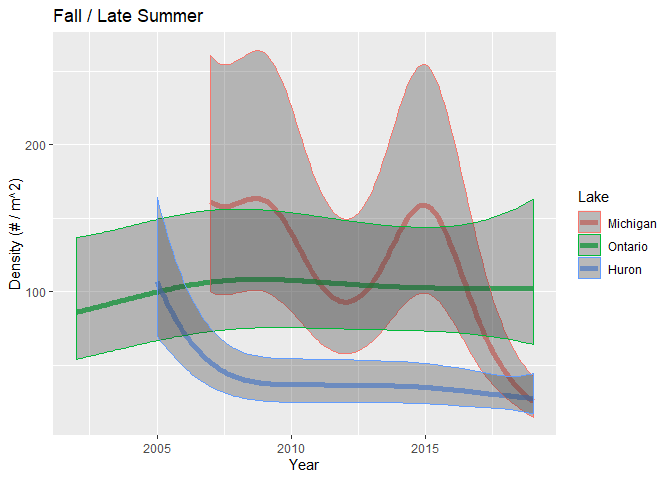 Fall / Late Summer
Density (# / m^2)
200
100
2005
2010
2015
Year
Lake
Michigan
Ontario
Huron